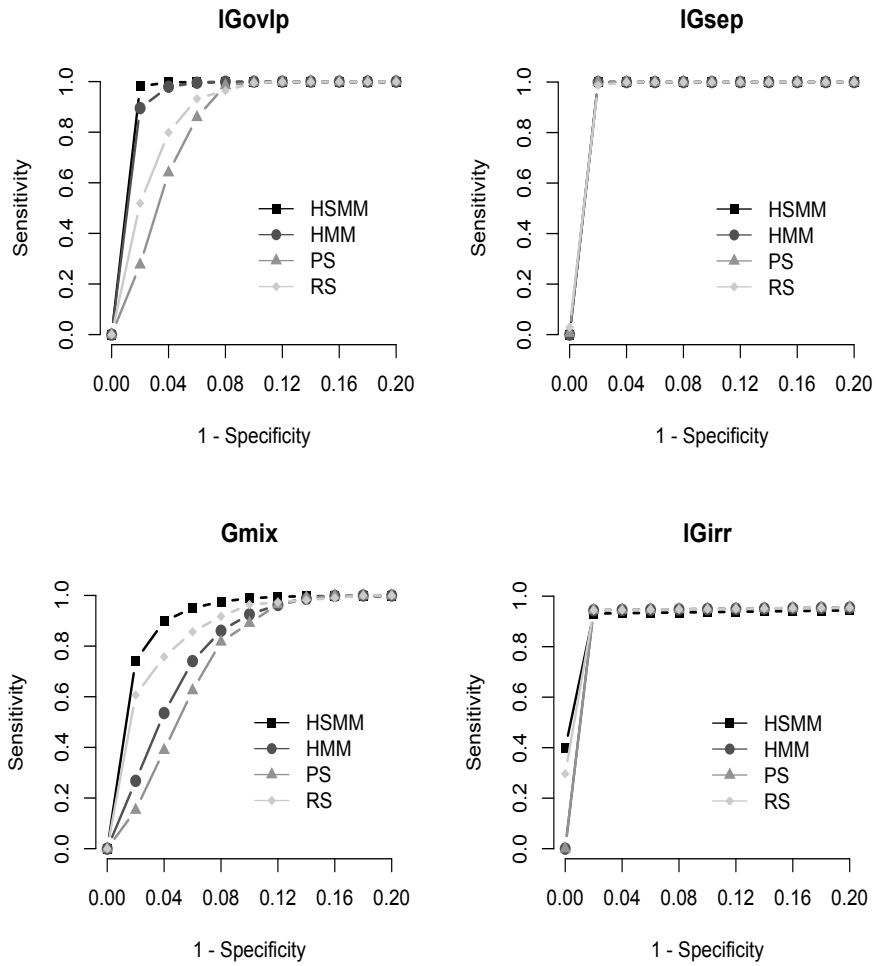 IGovlp
Sensitivity
0.0 0.2 0.4 0.6 0.8 1.0
HSMM
HMM
PS
RS
0.00 0.04 0.08 0.12 0.16 0.20
1 - Specificity
IGsep
Sensitivity
0.0 0.2 0.4 0.6 0.8 1.0
HSMM
HMM
PS
RS
0.00 0.04 0.08 0.12 0.16 0.20
1 - Specificity
Gmix
Sensitivity
0.0 0.2 0.4 0.6 0.8 1.0
HSMM
HMM
PS
RS
0.00 0.04 0.08 0.12 0.16 0.20
1 - Specificity
IGirr
Sensitivity
0.0 0.2 0.4 0.6 0.8 1.0
HSMM
HMM
PS
RS
0.00 0.04 0.08 0.12 0.16 0.20
1 - Specificity